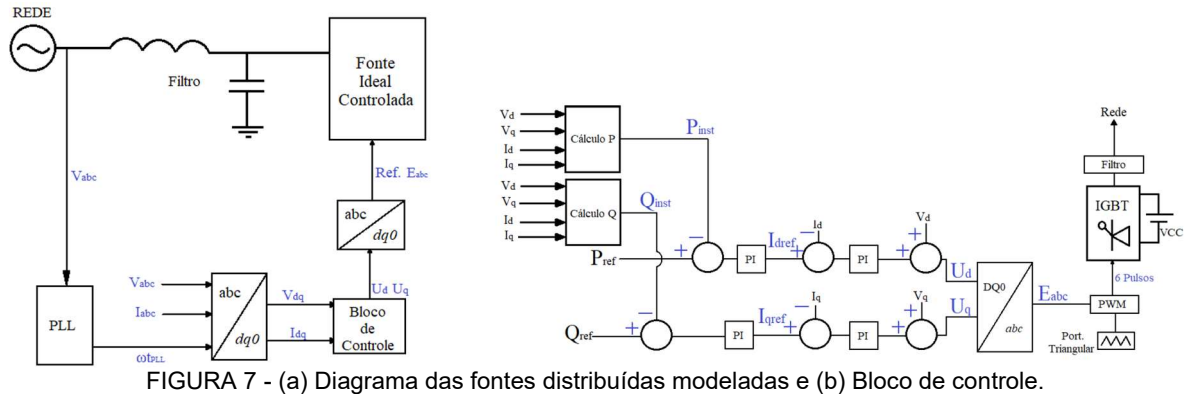 REDE
Filtro
Fonte
Ideal
Controlada
Vabc
Ref. Eabc
abc
dq0
Ud Uq
Vabc
Iabc
PLL
ωtPLL
abc
dq0
Vdq
Idq
Bloco
de
Controle
Vd
Vq
Id
Iq
Cálculo P
Pinst
Vd
Vq
Id
Iq
Cálculo Q
Qinst
Pref
+
−
PI
Idref
Id
−
+
PI
Vd
+
+
Ud
Qref
+
−
PI
Iqref
Iq
−
+
PI
Vq
+
+
Uq
DQ0
abc
Eabc
Rede
Filtro
IGBT
VCC
6 Pulsos
PWM
Port.
Triangular
FIGURA 7 - (a) Diagrama das fontes distribuídas modeladas e (b) Bloco de controle.